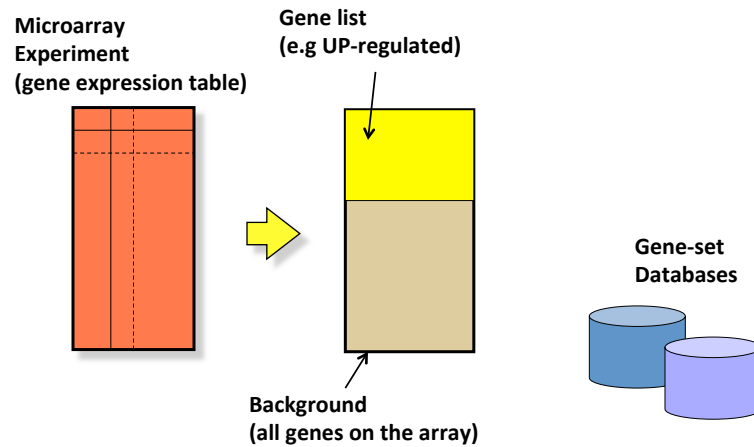 Microarray
Experiment
(gene expression table)
Gene list
(e.g UP-regulated)
Gene-set
Databases
Background
(all genes on the array)